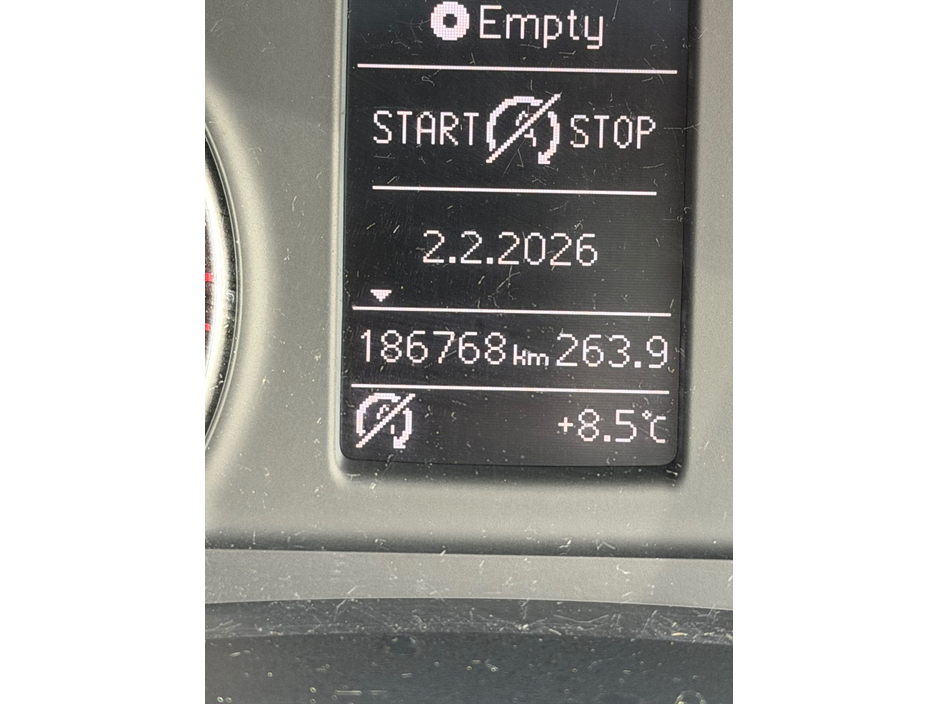 Empty
START STOP
2.2.2026
186768 km 263.9
+8.5°C